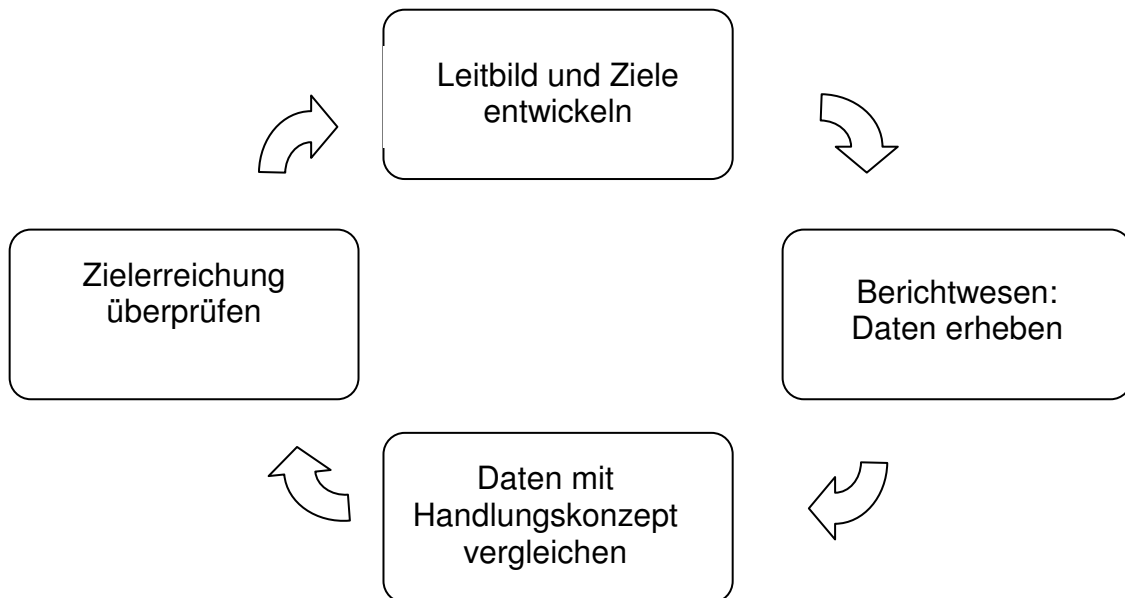 Leitbild und Ziele
entwickeln
Zielerreichung
überprüfen
Berichtwesen:
Daten erheben
Daten mit
Handlungskonzept
vergleichen